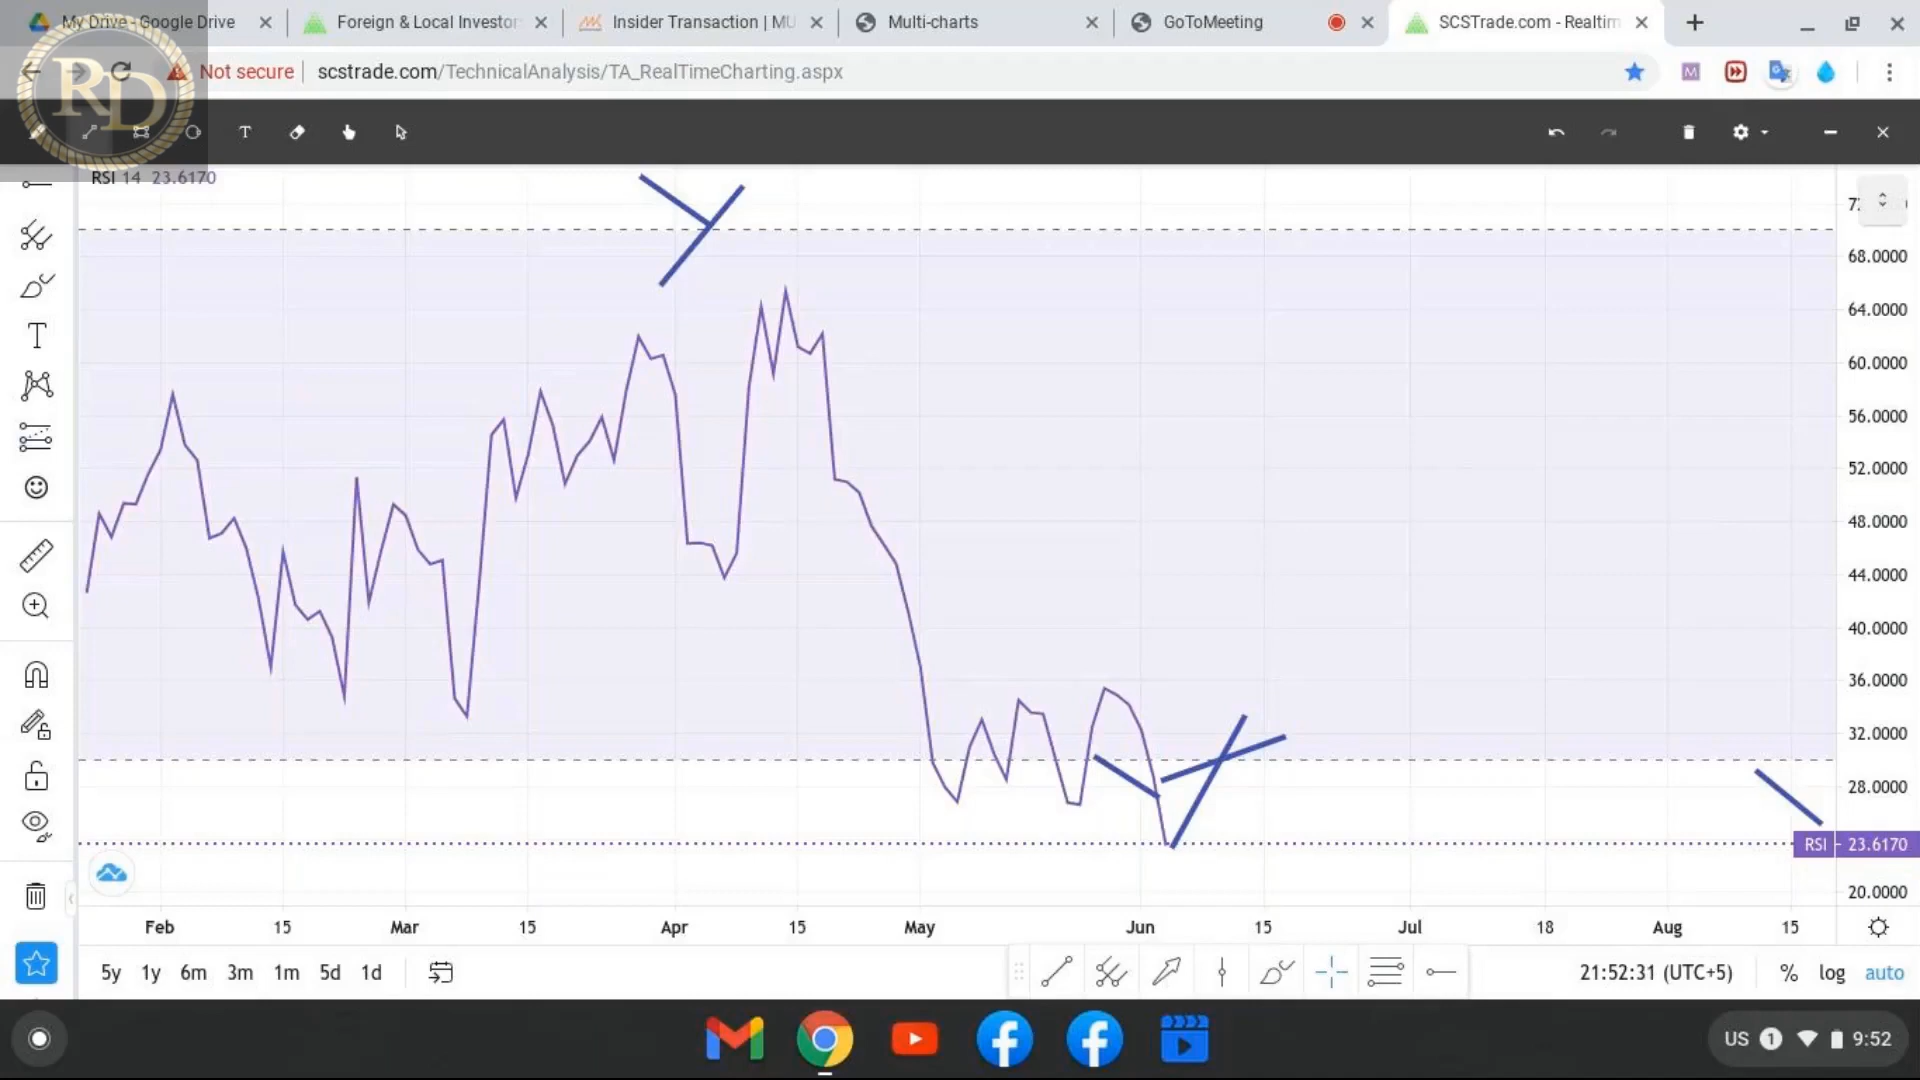 My Drive - Google Drive
Foreign & Local Investor
Insider Transaction | MU
Multi-charts
GoToMeeting
SCSTrade.com - Realtim
Not secure
scstrade.com/TechnicalAnalysis/TA_RealTimeCharting.aspx
M
RD
T
RSI 14 23.6170
68.0000
64.0000
60.0000
56.0000
52.0000
48.0000
44.0000
40.0000
36.0000
32.0000
28.0000
RSI 23.6170
20.0000
Feb 15 Mar 15 Apr 15 May Jun 15 Jul 18 Aug 15
5y 1y 6m 3m 1m 5d 1d
21:52:31 (UTC+5) % log auto
US 1 9:52